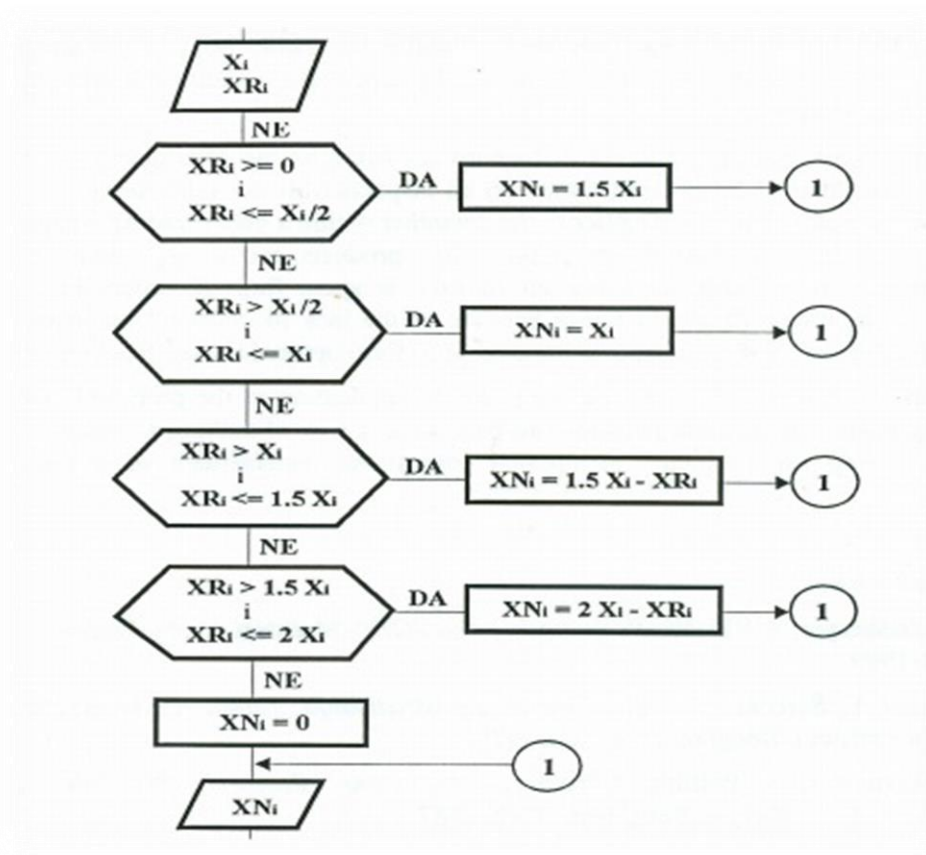 Xi
XRi
NE
XRi >= 0
i
XRi <= Xi/2
DA
XNi = 1.5 Xi
1
NE
XRi > Xi/2
i
XRi <= Xi
DA
XNi = Xi
1
NE
XRi > Xi
i
XRi <= 1.5 Xi
DA
XNi = 1.5 Xi - XRi
1
NE
XRi > 1.5 Xi
i
XRi <= 2 Xi
DA
XNi = 2 Xi - XRi
1
NE
XNi = 0
1
XNi